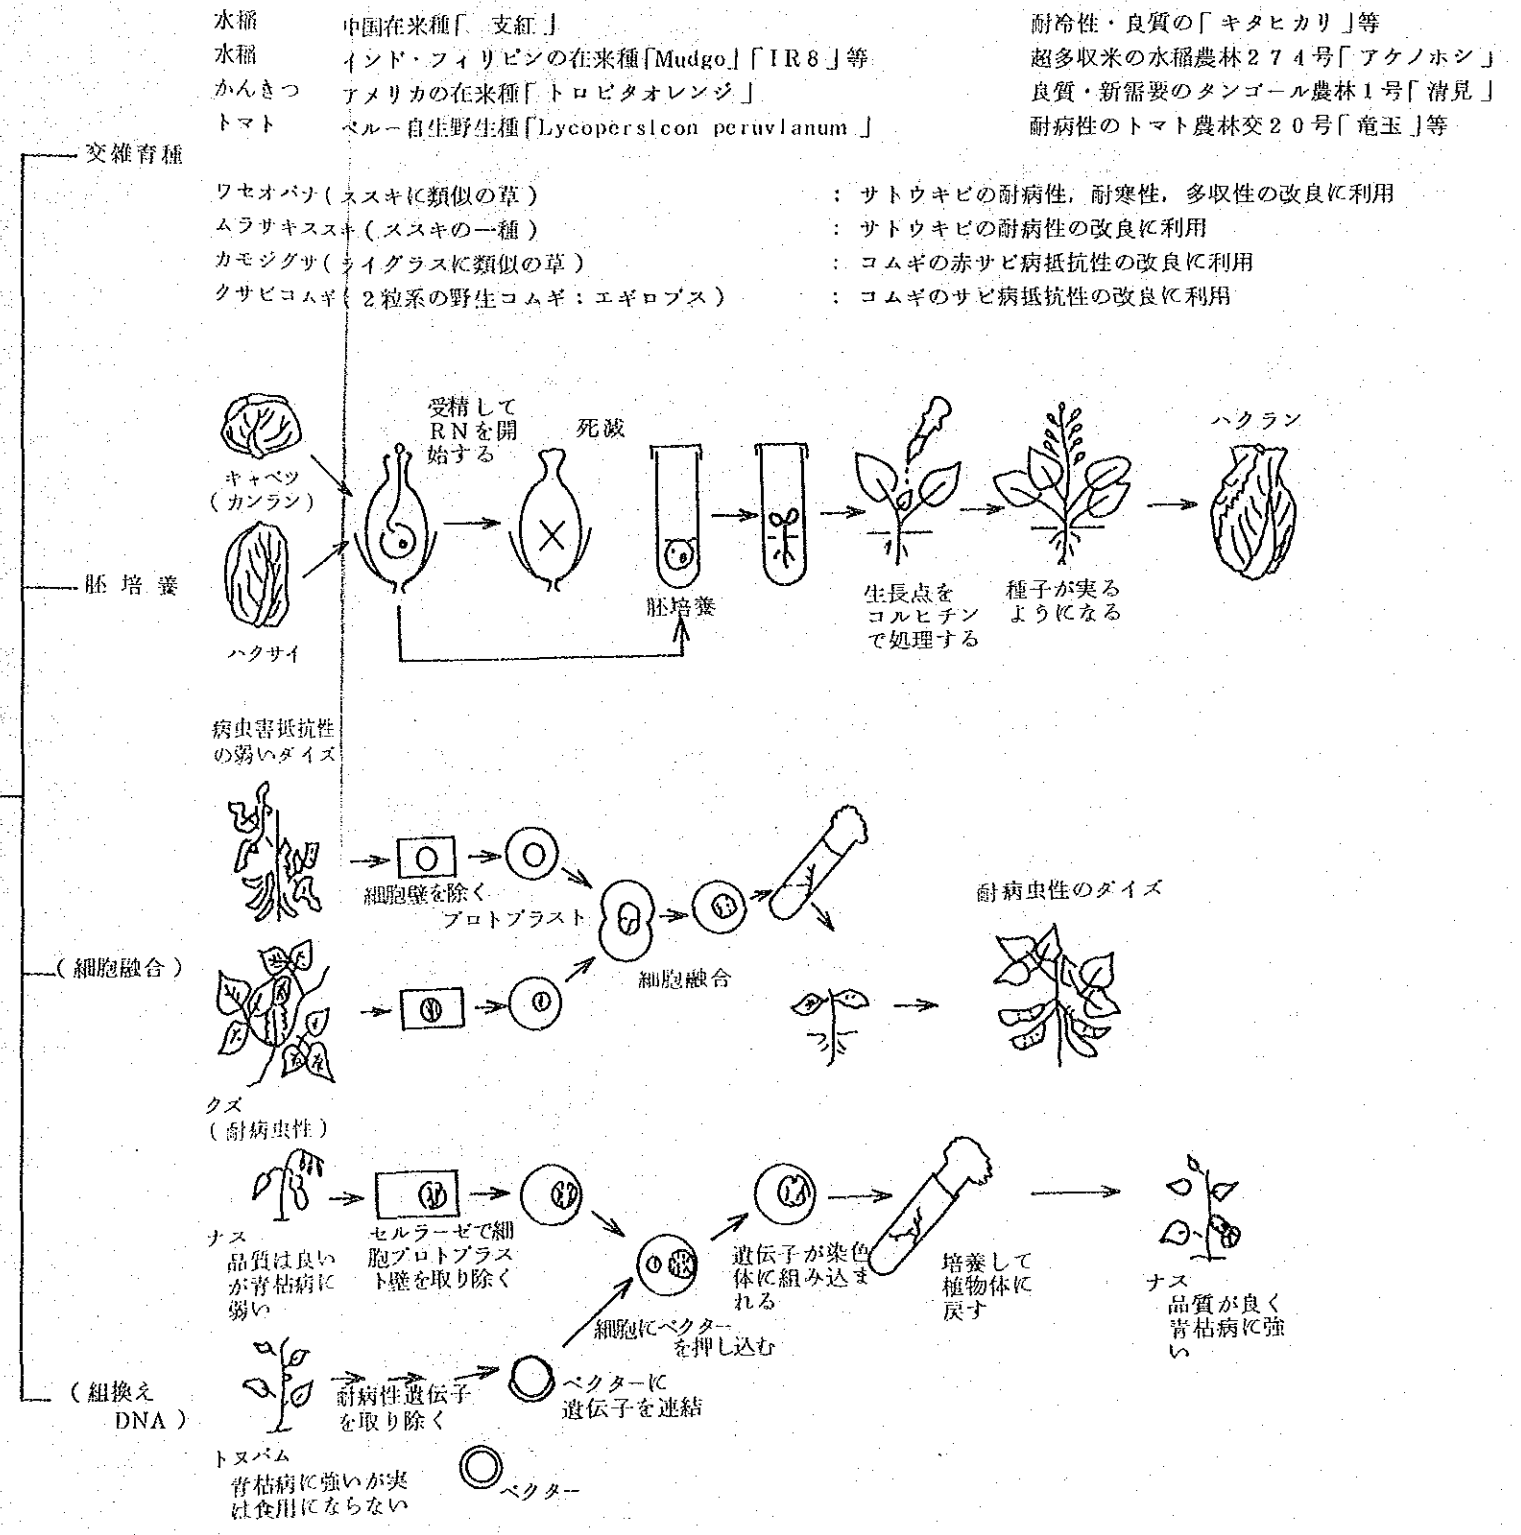 水稲 中国在来種「 支紅 」 耐冷性・良質の「 キタヒカリ 」等
水稲 インド・フィリピンの在来種「Mudgo」「IR8」等 超多収米の水稲農林274号「アケノホシ」
かんきつ アメリカの在来種「トロビタオレンジ」 良質・新需要のタンゴール農林1号「清見」
トマト ペルー自生野生種「Lycopersicon peruvianum 」 耐病性のトマト農林交20号「竜玉」等
交雑育種
ワセオバナ(ススキに類似の草) : サトウキビの耐病性, 耐寒性, 多収性の改良に利用
ムラサキススキ(ススキの一種) : サトウキビの耐病性の改良に利用
カモジグサ(ライグラスに類似の草) : コムギの赤サビ病抵抗性の改良に利用
クサビコムギ(2粒系の野生コムギ:エギロプス) : コムギのサビ病抵抗性の改良に利用
受精して
RNを開
始する
死滅
ハクラン
キャベツ
(カンラン)
胚培養
ハクサイ
胚培養
生長点を
コルヒチン
で処理する
種子が実る
ようになる
病虫害抵抗性
の弱いダイズ
細胞壁を除く
プロトプラスト
耐病虫性のダイズ
(細胞融合)
細胞融合
クズ
(耐病虫性)
ナス
品質は良い
が青枯病に
弱い
セルラーゼで細
胞プロトプラス
ト壁を取り除く
細胞にベクター
を押し込む
遺伝子が染色
体に組み込ま
れる
培養して
植物体に
戻す
ナス
品質が良く
青枯病に強
い
(組換え
DNA)
耐病性遺伝子
を取り除く
ベクターに
遺伝子を連結
トヌバム
青枯病に強いが実
は食用にならない
ベクター